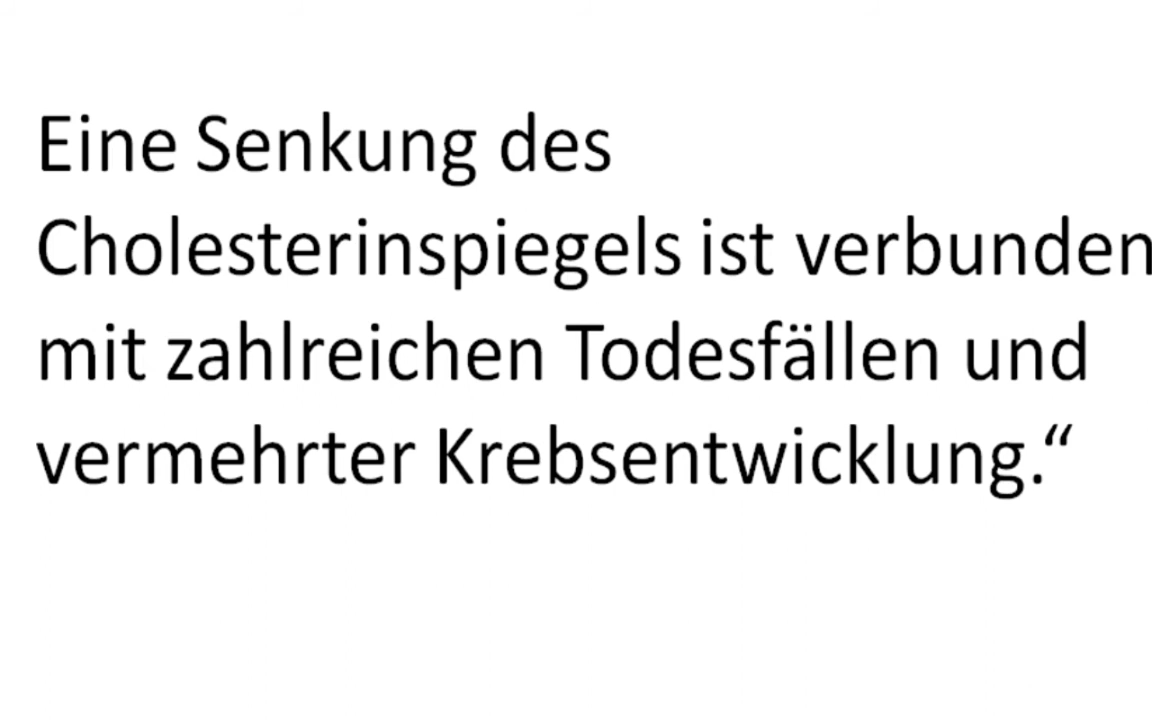 Eine Senkung des
Cholesterinspiegels ist verbunden
mit zahlreichen Todesfällen und
vermehrter Krebsentwicklung.“